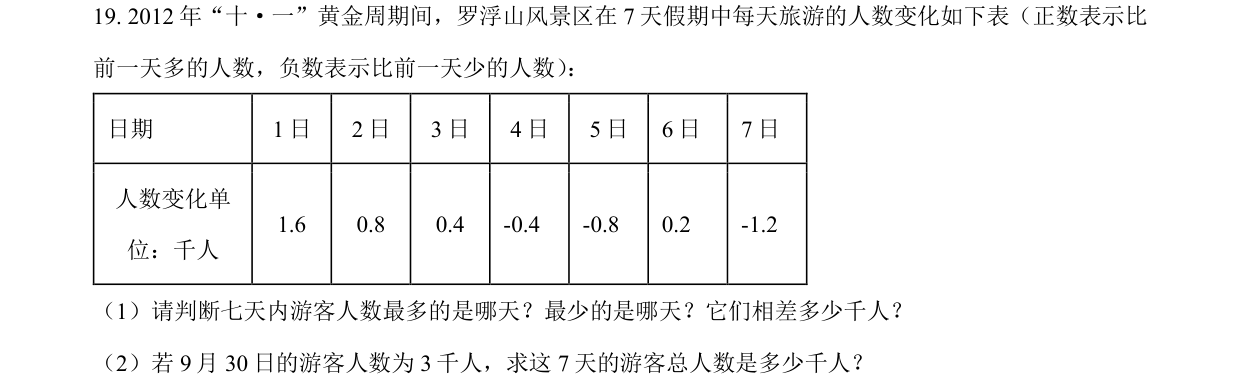 19. 2012 年“十·一”黄金周期间，罗浮山风景区在 7 天假期中每天旅游的人数变化如下表（正数表示比
前一天多的人数，负数表示比前一天少的人数）：
日期 1 日 2 日 3 日 4 日 5 日 6 日 7 日
人数变化单
位：千人 1.6 0.8 0.4 -0.4 -0.8 0.2 -1.2
（1）请判断七天内游客人数最多的是哪天？最少的是哪天？它们相差多少千人？
（2）若 9 月 30 日的游客人数为 3 千人，求这 7 天的游客总人数是多少千人？